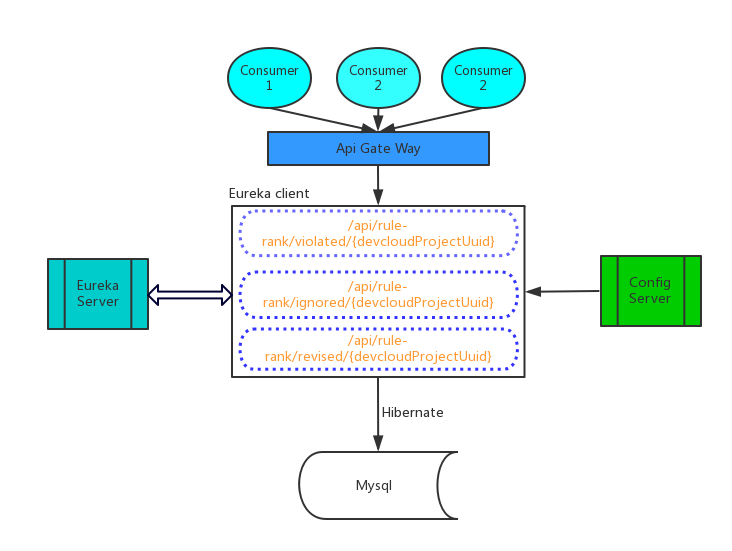 Consumer
1
Consumer
2
Consumer
2
Api Gate Way
Eureka client
/api/rule-
rank/violated/{devcloudProjectUuid}
Eureka
Server
/api/rule-
rank/ignored/{devcloudProjectUuid}
Config
Server
/api/rule-
rank/revised/{devcloudProjectUuid}
Hibernate
Mysql